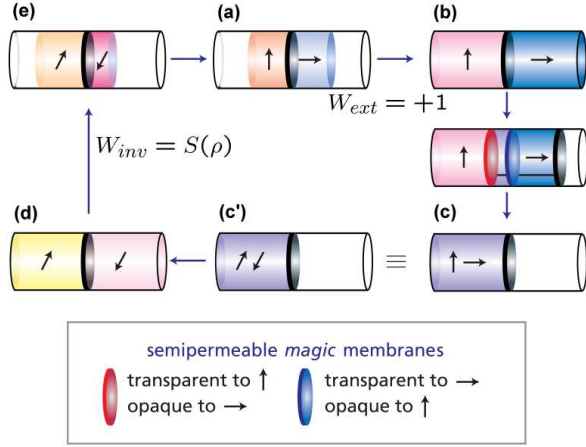 (e)
(a)
(b)
W_ext = +1
W_inv = S(ρ)
(d)
(c')
≡
(c)
semipermeable magic membranes
transparent to ↑
opaque to →
transparent to →
opaque to ↑